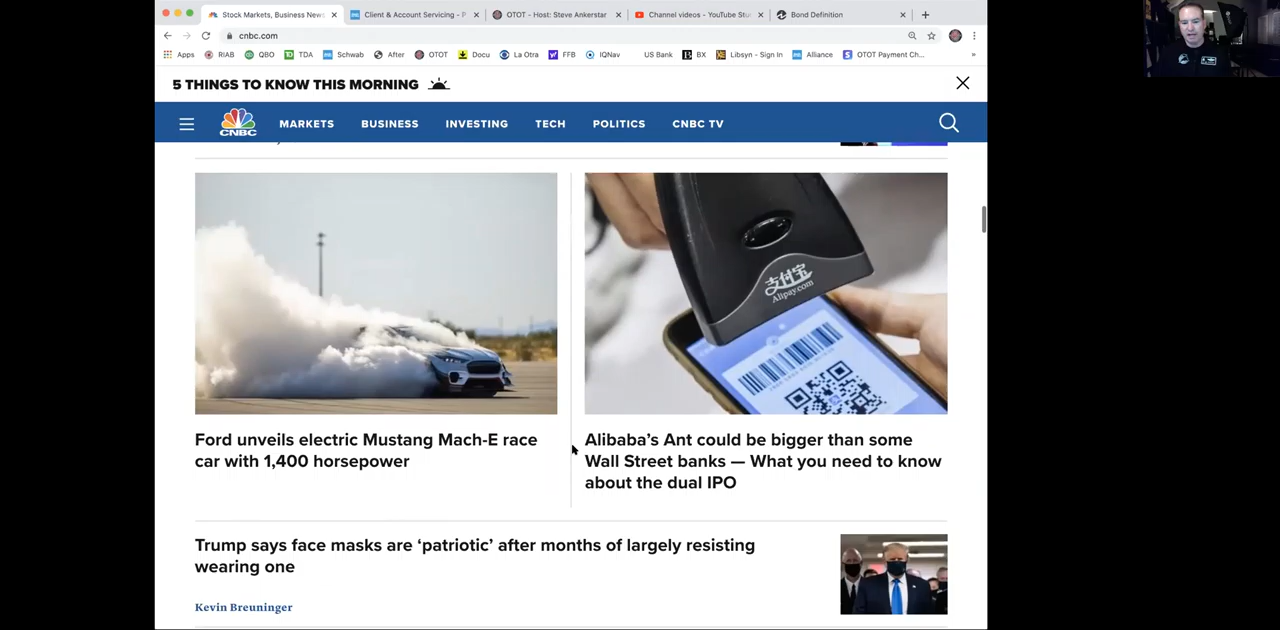 Stock Markets, Business News
Client & Account Servicing - P
OTOT - Host: Steve Ankerstar
Channel videos - YouTube Stu
Bond Definition
cnbc.com
Apps
RIAB
QBO
TDA
Schwab
After
OTOT
Docu
La Otra
FFB
IQNav
US Bank
BX
Libsyn - Sign In
Alliance
OTOT Payment Ch...
5 THINGS TO KNOW THIS MORNING
CNBC
MARKETS
BUSINESS
INVESTING
TECH
POLITICS
CNBC TV
支付宝
Alipay.com
Ford unveils electric Mustang Mach-E race
car with 1,400 horsepower
Alibaba's Ant could be bigger than some
Wall Street banks — What you need to know
about the dual IPO
Trump says face masks are ‘patriotic’ after months of largely resisting
wearing one
Kevin Breuninger